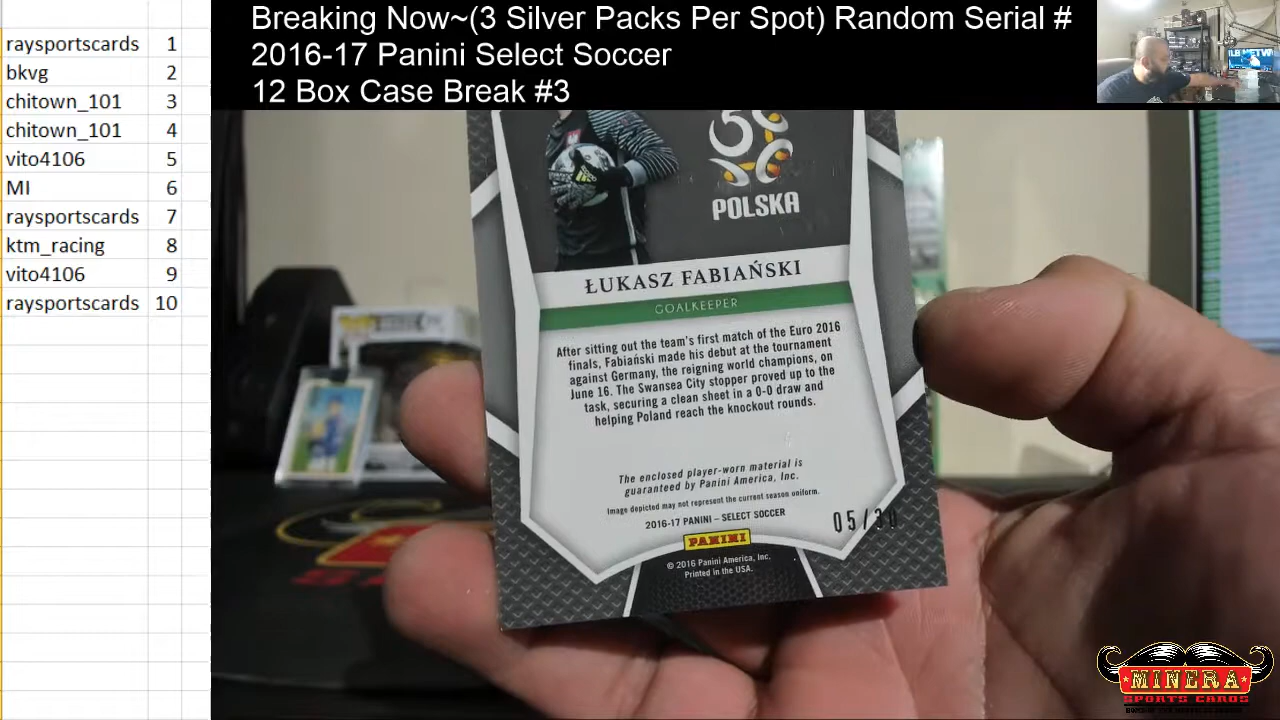 Breaking Now~(3 Silver Packs Per Spot) Random Serial #
2016-17 Panini Select Soccer
12 Box Case Break #3
raysportscards 1
bkvg 2
chitown_101 3
chitown_101 4
vito4106 5
MI 6
raysportscards 7
ktm_racing 8
vito4106 9
raysportscards 10
POLSKA
ŁUKASZ FABIAŃSKI
GOALKEEPER
After sitting out the team's first match of the Euro 2016
finals, Fabiański made his debut at the tournament
against Germany, the reigning world champions, on
June 16. The Swansea City stopper proved up to the
task, securing a clean sheet in a 0-0 draw and
helping Poland reach the knockout rounds.
The enclosed player-worn material is
guaranteed by Panini America, Inc.
Image depicted may not represent the current season uniform.
2016-17 PANINI – SELECT SOCCER
05/30
PANINI
© 2016 Panini America, Inc.
Printed in the USA.
MINERA
SPORTS CARDS